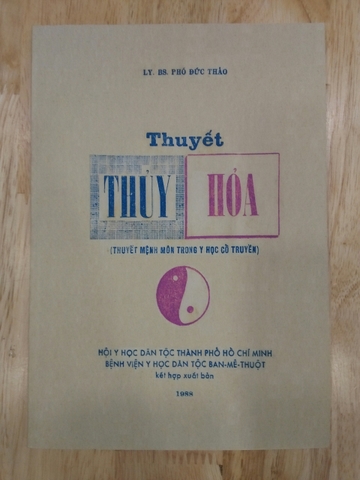 LY. BS. PHÓ ĐỨC THẢO
Thuyết
THỦY HỎA
(THUYẾT MỆNH MÔN TRONG Y HỌC CỔ TRUYỀN)
HỘI Y HỌC DÂN TỘC THÀNH PHỐ HỒ CHÍ MINH
BỆNH VIỆN Y HỌC DÂN TỘC BAN-MÊ-THUỘT
kết hợp xuất bản
1988